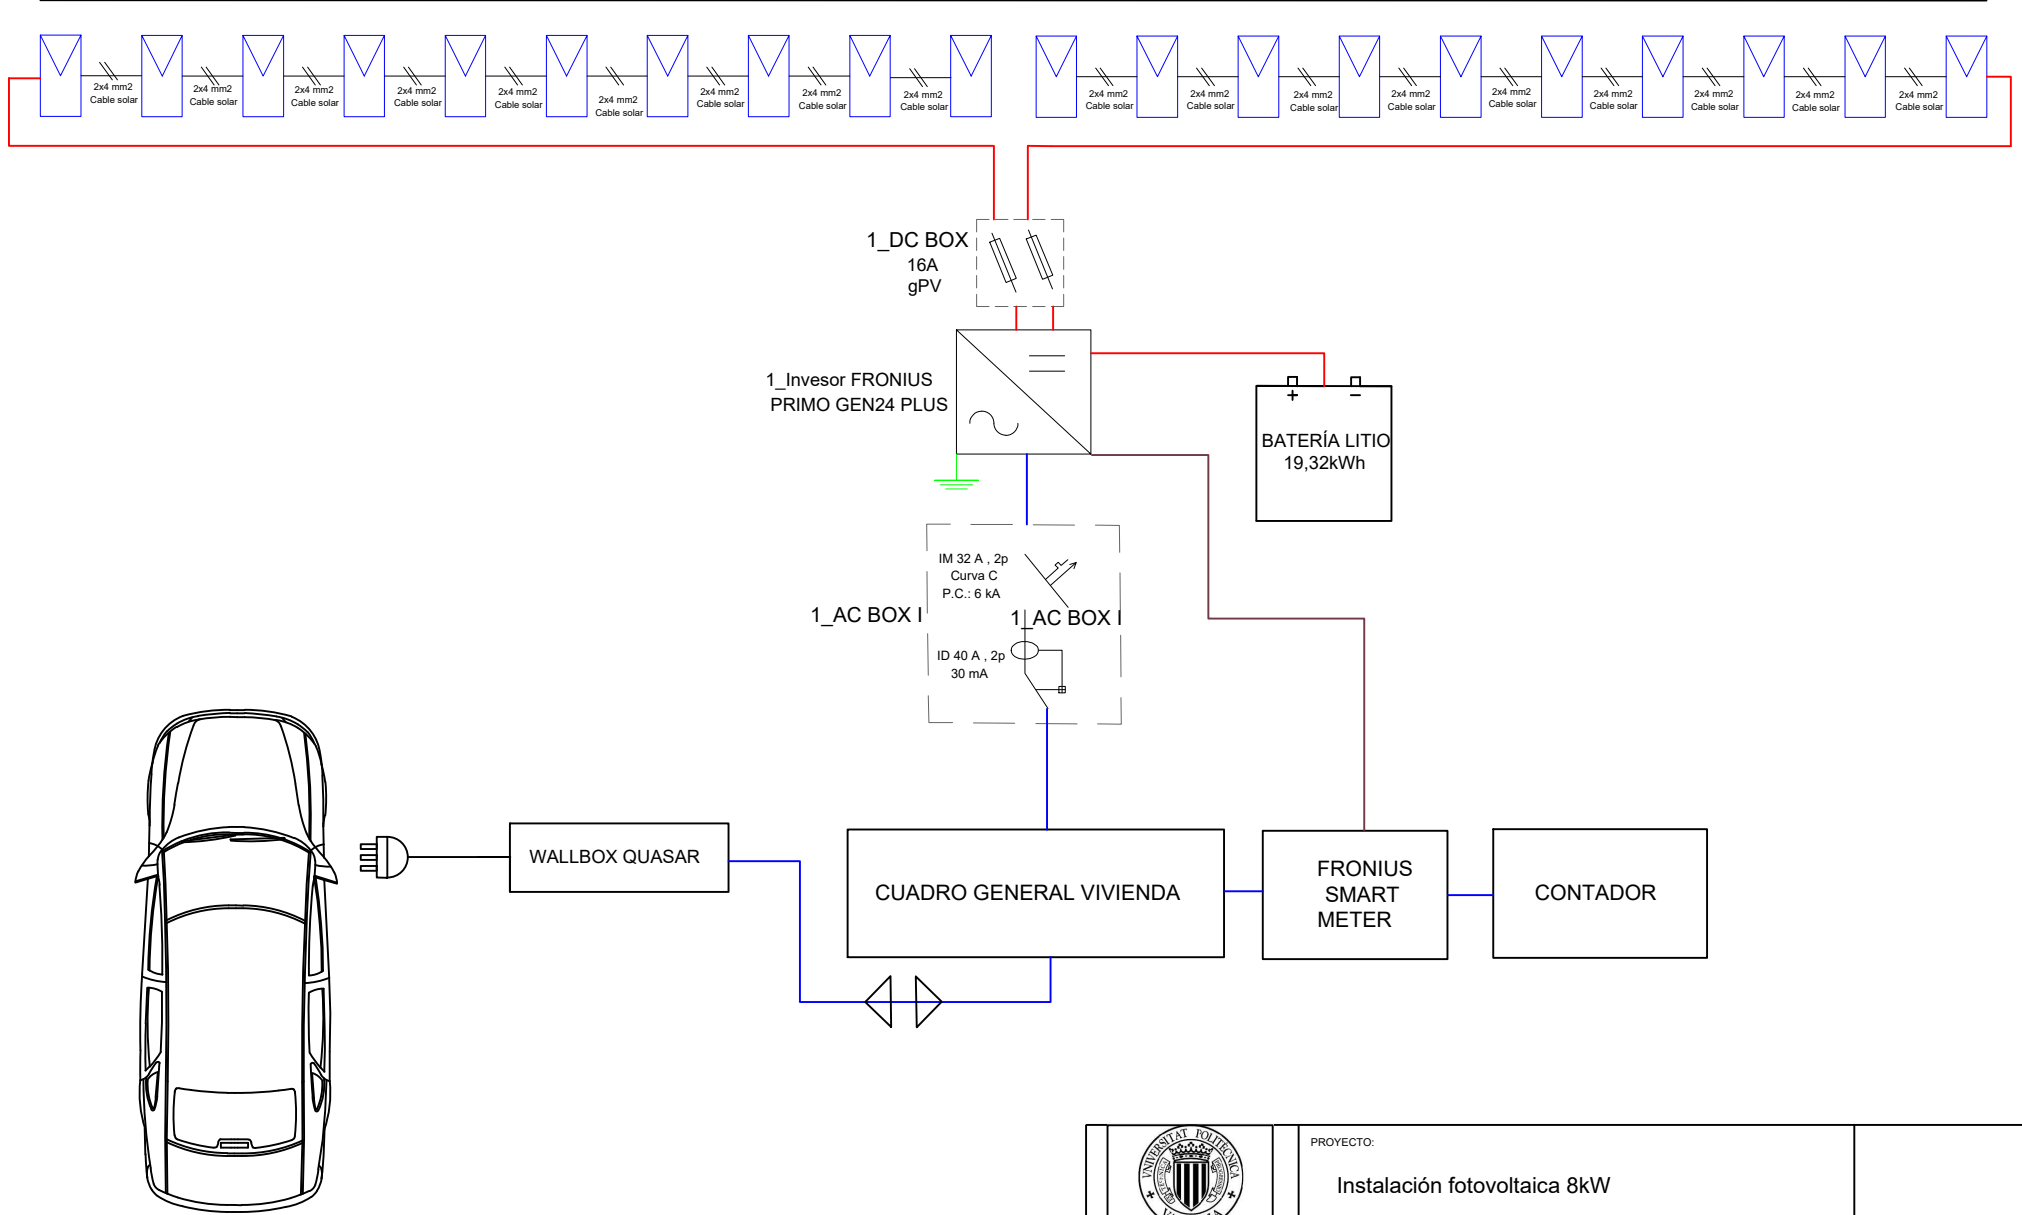 2x4 mm2
Cable solar
2x4 mm2
Cable solar
2x4 mm2
Cable solar
2x4 mm2
Cable solar
2x4 mm2
Cable solar
2x4 mm2
Cable solar
2x4 mm2
Cable solar
2x4 mm2
Cable solar
2x4 mm2
Cable solar
2x4 mm2
Cable solar
2x4 mm2
Cable solar
2x4 mm2
Cable solar
2x4 mm2
Cable solar
2x4 mm2
Cable solar
2x4 mm2
Cable solar
2x4 mm2
Cable solar
2x4 mm2
Cable solar
2x4 mm2
Cable solar
1_DC BOX
16A
gPV
1_Invesor FRONIUS
PRIMO GEN24 PLUS
+ −
BATERÍA LITIO
19,32kWh
IM 32 A , 2p
Curva C
P.C.: 6 kA
1_AC BOX I
1_AC BOX I
ID 40 A , 2p
30 mA
WALLBOX QUASAR
CUADRO GENERAL VIVIENDA
FRONIUS
SMART
METER
CONTADOR
VNIVERSITAT POLITÈCNICA
PROYECTO:
Instalación fotovoltaica 8kW